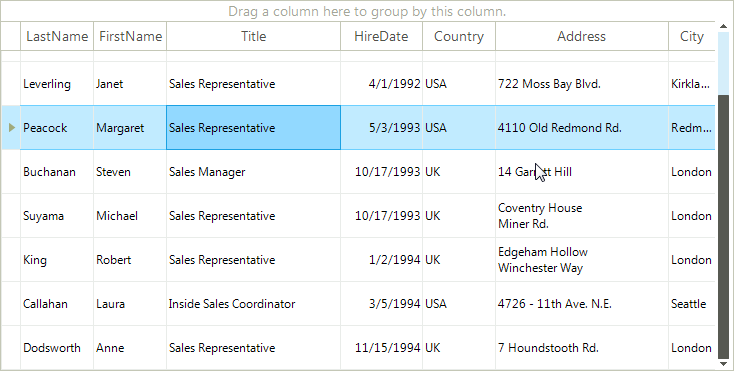 Drag a column here to group by this column.
LastName FirstName Title HireDate Country Address City
Leverling Janet Sales Representative 4/1/1992 USA 722 Moss Bay Blvd. Kirkla...
Peacock Margaret Sales Representative 5/3/1993 USA 4110 Old Redmond Rd. Redm...
Buchanan Steven Sales Manager 10/17/1993 UK 14 Garrett Hill London
Suyama Michael Sales Representative 10/17/1993 UK Coventry House London
Miner Rd.
King Robert Sales Representative 1/2/1994 UK Edgeham Hollow London
Winchester Way
Callahan Laura Inside Sales Coordinator 3/5/1994 USA 4726 - 11th Ave. N.E. Seattle
Dodsworth Anne Sales Representative 11/15/1994 UK 7 Houndstooth Rd. London